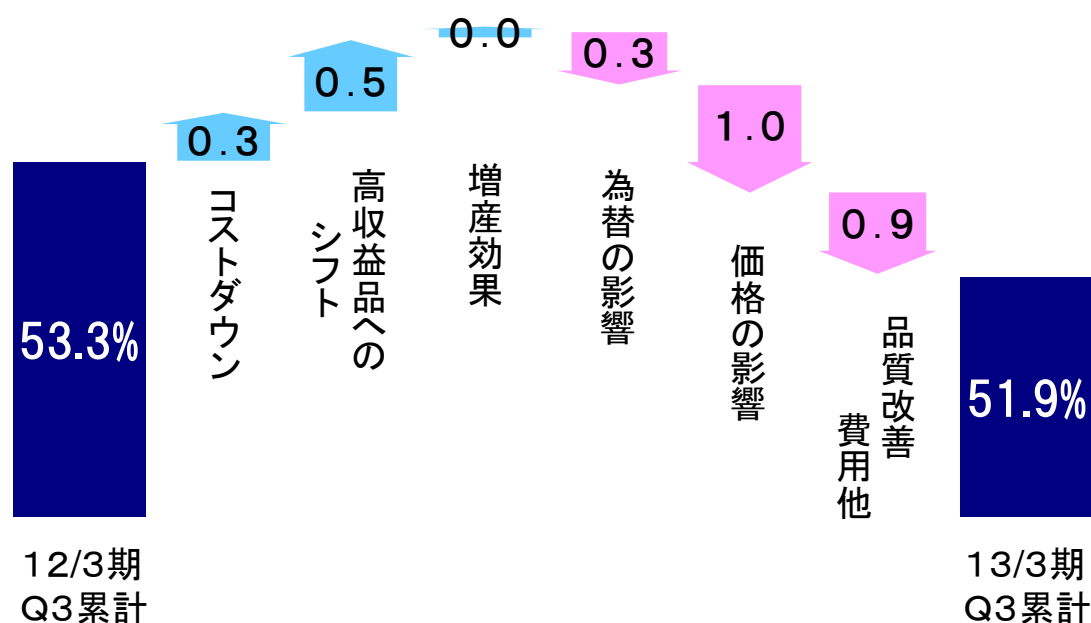 53.3%
12/3期
Q3累計
0.3
コストダウン
0.5
高収益品への
シフト
0.0
増産効果
0.3
為替の影響
1.0
価格の影響
0.9
品質改善
費用他
51.9%
13/3期
Q3累計